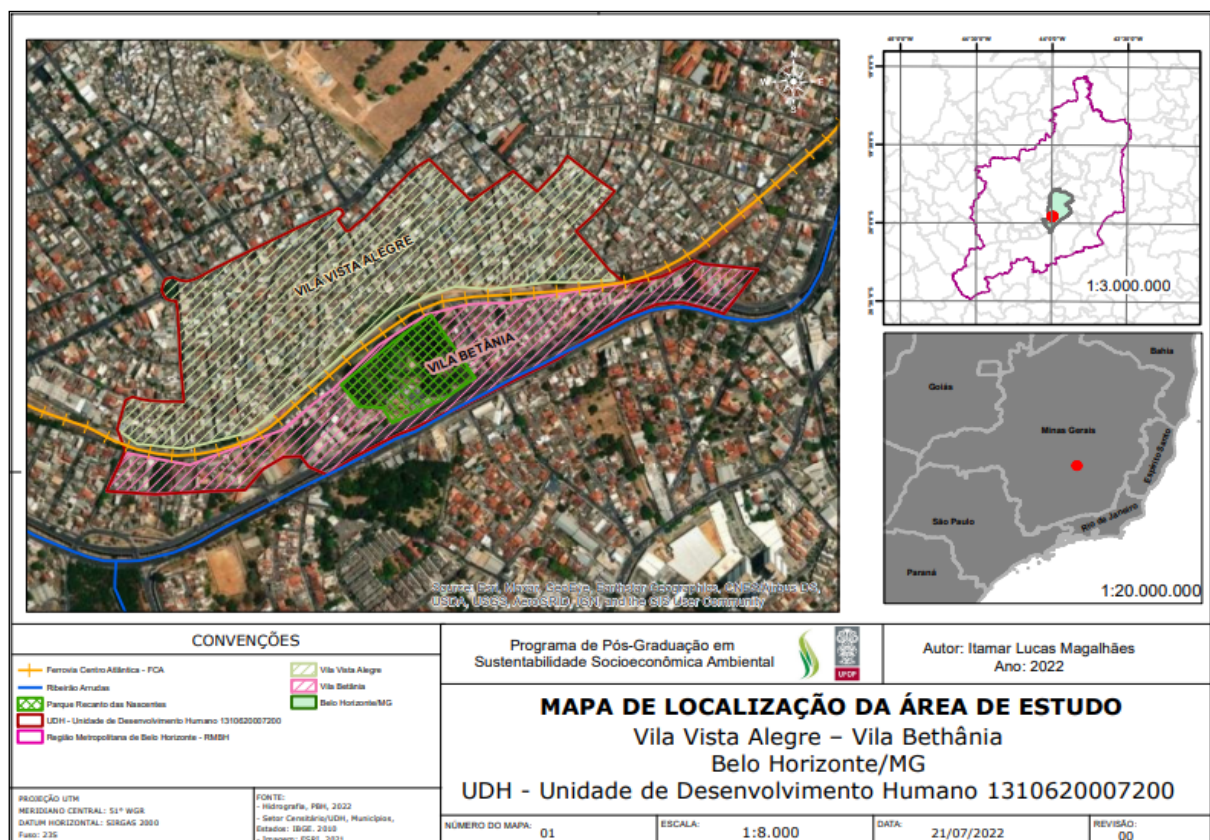 N
W
E
S
VILA VISTA ALEGRE
VILA BETÂNIA
Source: Esri, Maxar, GeoEye, Earthstar Geographics, CNES/Airbus DS,
USDA, USGS, AeroGRID, IGN, and the GIS User Community
1:3.000.000
Bahia
Goiás
Minas Gerais
Espírito Santo
Rio de Janeiro
São Paulo
Paraná
1:20.000.000
CONVENÇÕES
Ferrovia Centro Atlântica - FCA
Ribeirão Arrudas
Parque Recanto das Nascentes
UDH - Unidade de Desenvolvimento Humano 1310620007200
Região Metropolitana de Belo Horizonte - RMBH
Vila Vista Alegre
Vila Betânia
Belo Horizonte/MG
Programa de Pós-Graduação em
Sustentabilidade Socioeconômica Ambiental
UFOP
Autor: Itamar Lucas Magalhães
Ano: 2022
MAPA DE LOCALIZAÇÃO DA ÁREA DE ESTUDO
Vila Vista Alegre – Vila Bethânia
Belo Horizonte/MG
UDH - Unidade de Desenvolvimento Humano 1310620007200
PROJEÇÃO UTM
MERIDIANO CENTRAL: 51° WGR
DATUM HORIZONTAL: SIRGAS 2000
Fuso: 23S
FONTE:
- Hidrografia, PBH, 2022
- Setor Censitário/UDH, Municípios,
Estados: IBGE. 2010
- Imagem: ESRI, 2021
NÚMERO DO MAPA: 01
ESCALA: 1:8.000
DATA: 21/07/2022
REVISÃO: 00